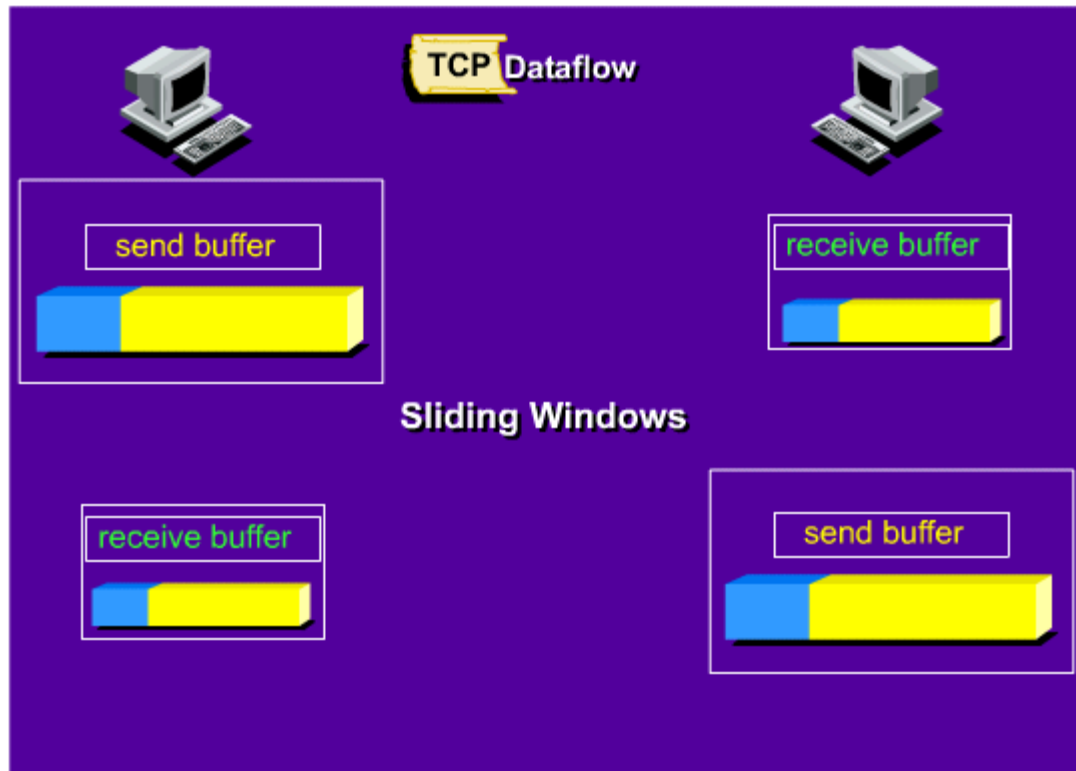 TCP Dataflow
send buffer
receive buffer
Sliding Windows
receive buffer
send buffer